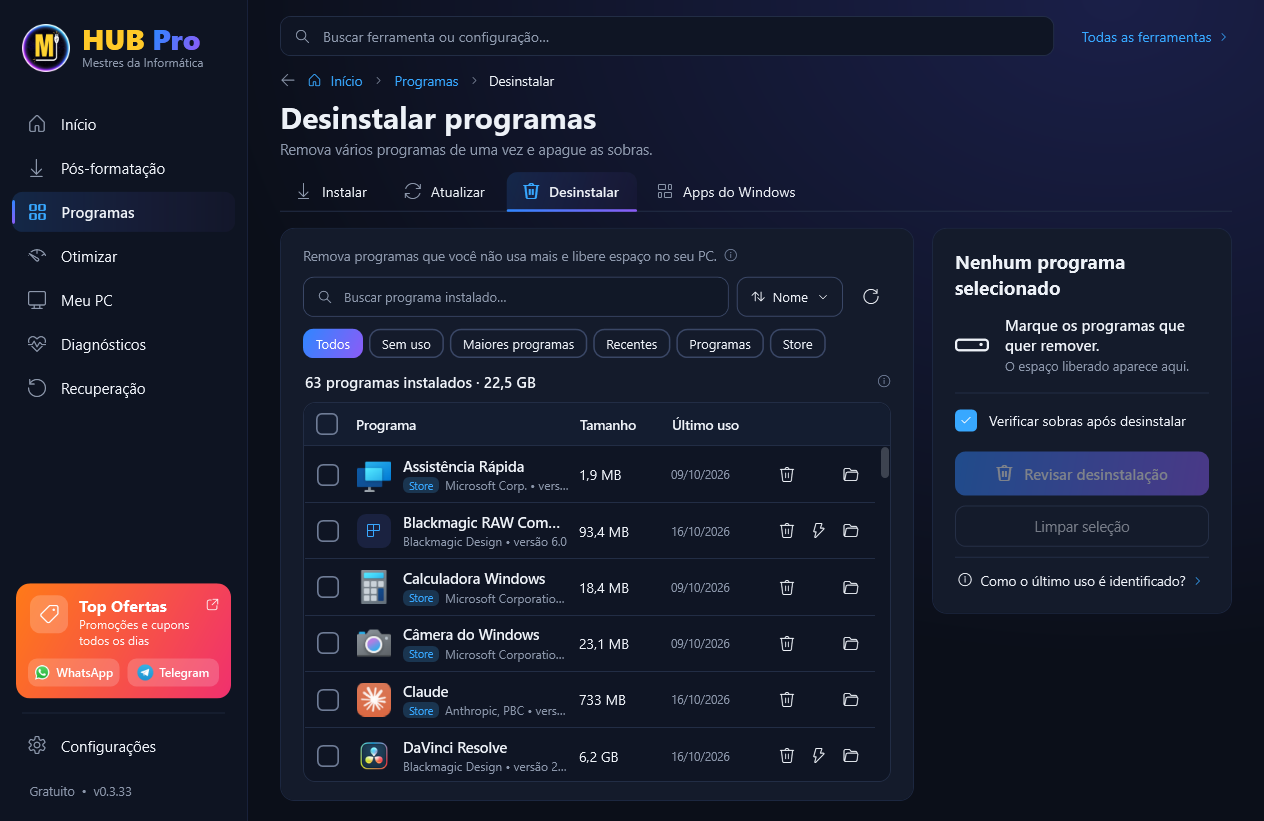 HUB Pro
Mestres da Informática
Início
Pós-formatação
Programas
Otimizar
Meu PC
Diagnósticos
Recuperação
Top Ofertas
Promoções e cupons
todos os dias
WhatsApp
Telegram
Configurações
Gratuito • v0.3.33
Buscar ferramenta ou configuração...
Todas as ferramentas
Início
Programas
Desinstalar
Desinstalar programas
Remova vários programas de uma vez e apague as sobras.
Instalar
Atualizar
Desinstalar
Apps do Windows
Remova programas que você não usa mais e libere espaço no seu PC.
Buscar programa instalado...
Nome
Todos
Sem uso
Maiores programas
Recentes
Programas
Store
63 programas instalados · 22,5 GB
Programa Tamanho Último uso
Assistência Rápida
Store Microsoft Corp. • vers...
1,9 MB
09/10/2026
Blackmagic RAW Com...
Blackmagic Design • versão 6.0
93,4 MB
16/10/2026
Calculadora Windows
Store Microsoft Corporatio...
18,4 MB
09/10/2026
Câmera do Windows
Store Microsoft Corporatio...
23,1 MB
09/10/2026
Claude
Store Anthropic, PBC • vers...
733 MB
16/10/2026
DaVinci Resolve
Blackmagic Design • versão 2...
6,2 GB
16/10/2026
Nenhum programa
selecionado
Marque os programas que
quer remover.
O espaço liberado aparece aqui.
Verificar sobras após desinstalar
Revisar desinstalação
Limpar seleção
Como o último uso é identificado?